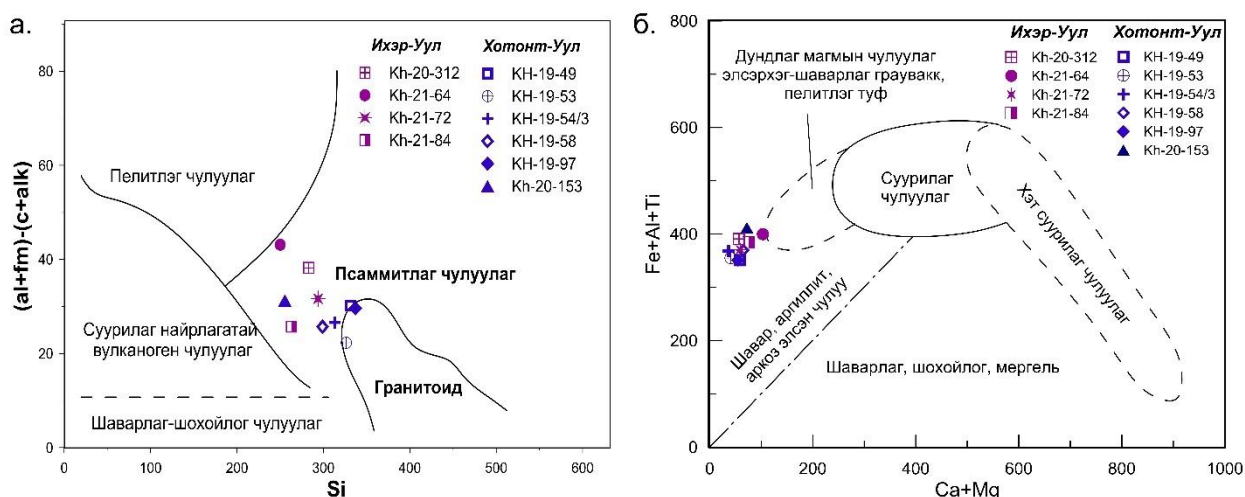 а.
Ихэр-Уул
Kh-20-312
Kh-21-64
Kh-21-72
Kh-21-84
Хотонт-Уул
KH-19-49
KH-19-53
KH-19-54/3
KH-19-58
KH-19-97
Kh-20-153
(al+fm)-(c+alk)
80
60
40
20
0
Пелитлэг чулуулаг
Псаммитлаг чулуулаг
Суурилаг найрлагатай
вулканоген чулуулаг
Гранитоид
Шаварлаг-шохойлог чулуулаг
0 100 200 300 400 500 600
Si
б.
Ихэр-Уул
Kh-20-312
Kh-21-64
Kh-21-72
Kh-21-84
Хотонт-Уул
KH-19-49
KH-19-53
KH-19-54/3
KH-19-58
KH-19-97
Kh-20-153
Fe+Al+Ti
800
600
400
200
0
Дундлаг магмын чулуулаг
элсэрхэг-шаварлаг граувакк,
пелитлэг туф
Суурилаг
чулуулаг
Хэт суурилаг чулуулаг
Шавар, аргиллит,
аркоз элсэн чулуу
Шаварлаг, шохойлог, мергель
0 200 400 600 800 1000
Ca+Mg